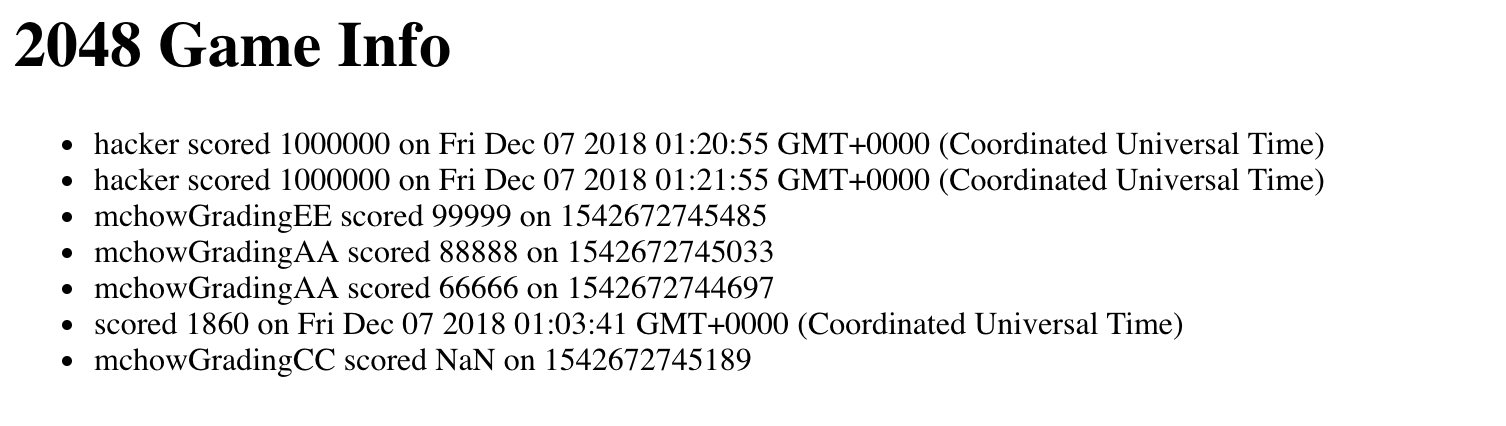 2048 Game Info
hacker scored 1000000 on Fri Dec 07 2018 01:20:55 GMT+0000 (Coordinated Universal Time)
hacker scored 1000000 on Fri Dec 07 2018 01:21:55 GMT+0000 (Coordinated Universal Time)
mchowGradingEE scored 99999 on 1542672745485
mchowGradingAA scored 88888 on 1542672745033
mchowGradingAA scored 66666 on 1542672744697
scored 1860 on Fri Dec 07 2018 01:03:41 GMT+0000 (Coordinated Universal Time)
mchowGradingCC scored NaN on 1542672745189